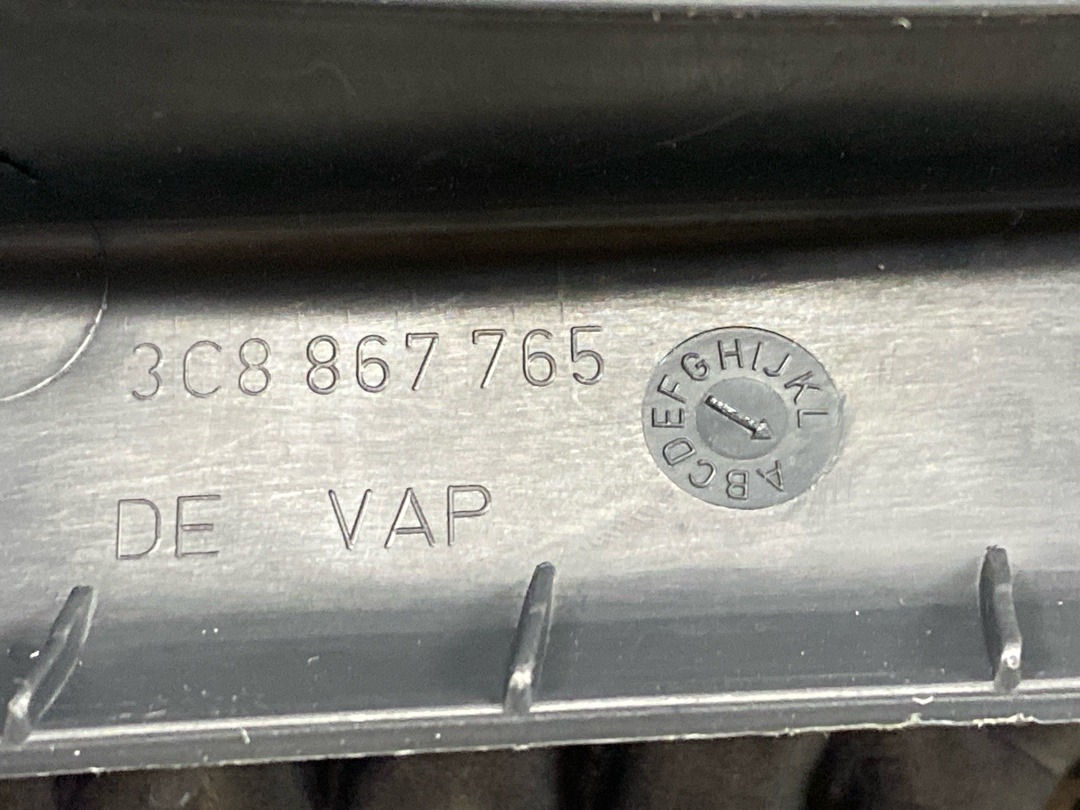 3C8 867 765
ABCDEFGHIJKL
DE VAP